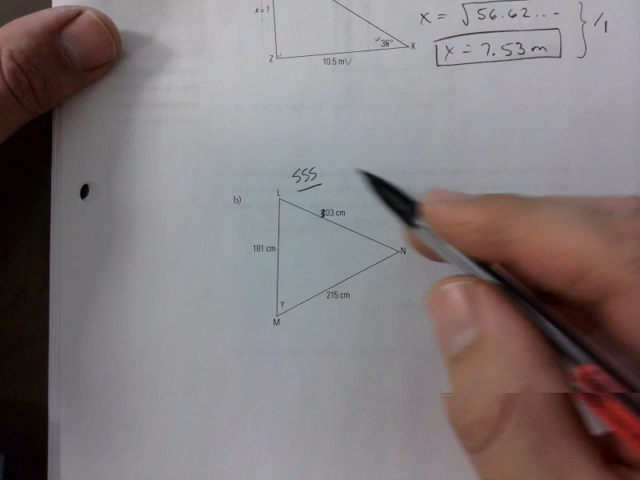 x = ?
36°
Z
X
10.5 m
x = √56.62...
x = 7.53 m
} /1
SSS
b)
L
203 cm
181 cm
N
215 cm
?
M